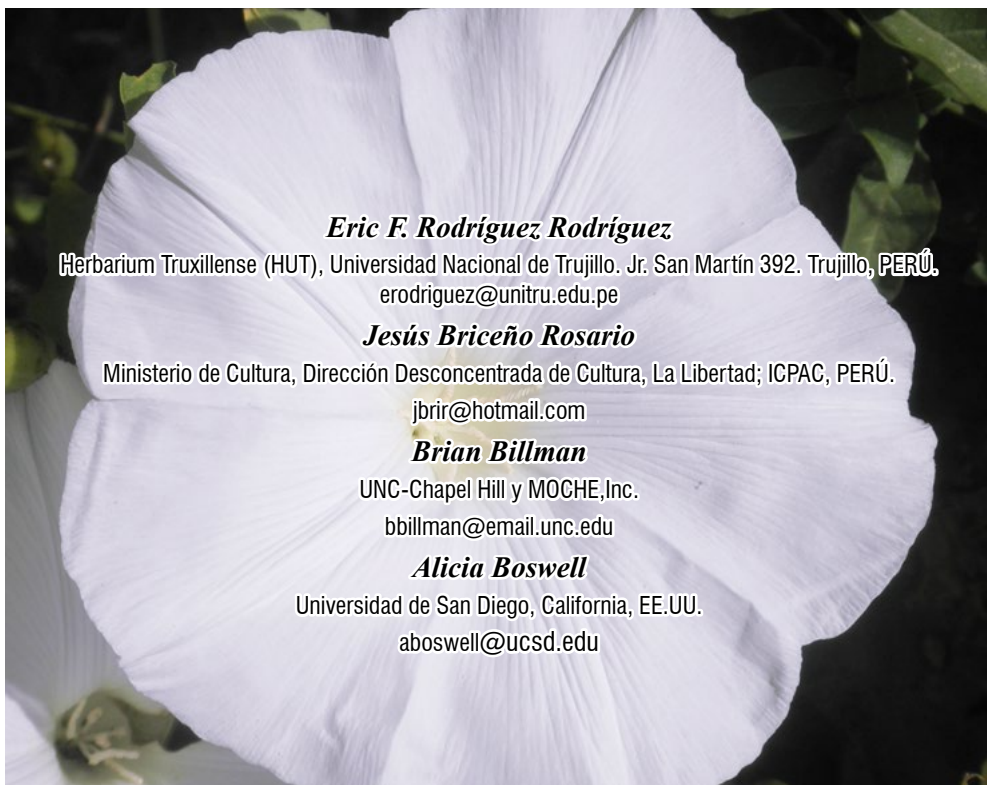 Eric F. Rodríguez Rodríguez
Herbarium Truxillense (HUT), Universidad Nacional de Trujillo. Jr. San Martín 392. Trujillo, PERÚ.
erodriguez@unitru.edu.pe
Jesús Briceño Rosario
Ministerio de Cultura, Dirección Desconcentrada de Cultura, La Libertad; ICPAC, PERÚ.
jbrir@hotmail.com
Brian Billman
UNC-Chapel Hill y MOCHE,Inc.
bbillman@email.unc.edu
Alicia Boswell
Universidad de San Diego, California, EE.UU.
aboswell@ucsd.edu